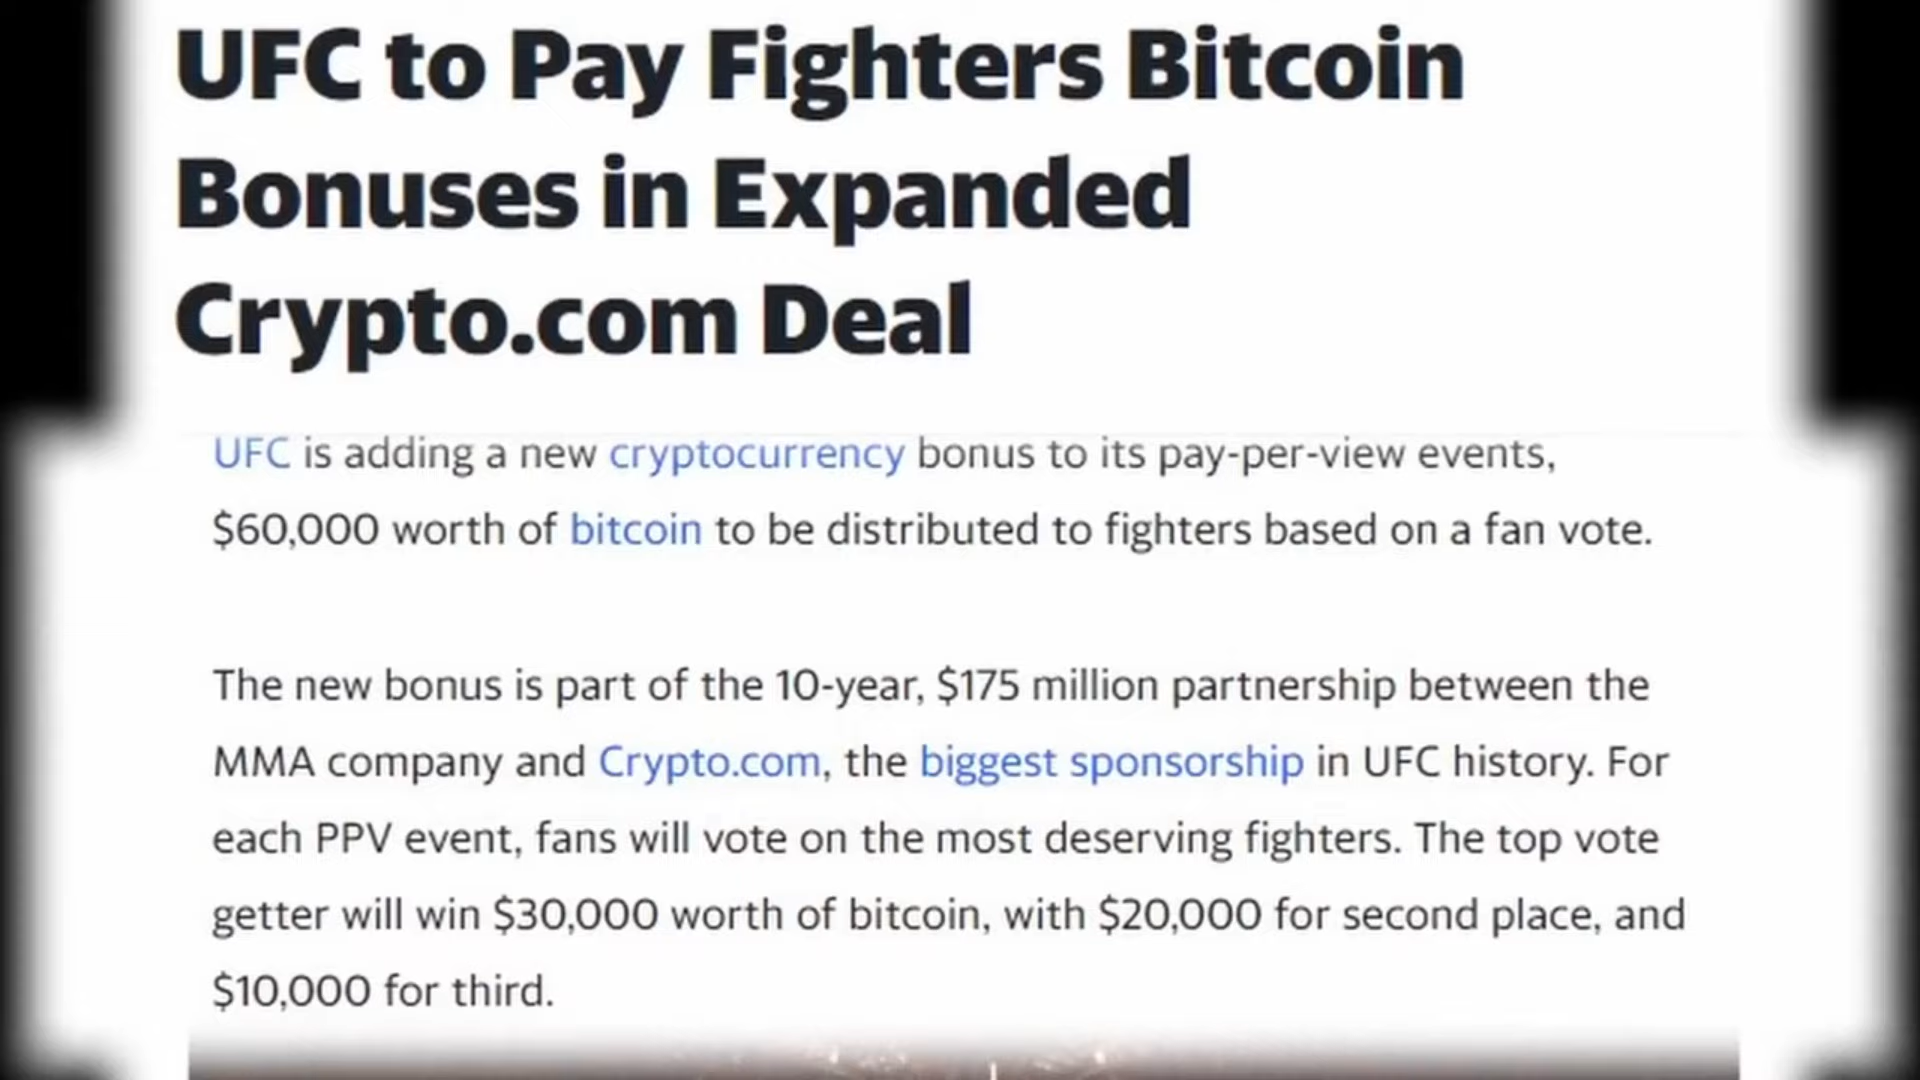 UFC to Pay Fighters Bitcoin
Bonuses in Expanded
Crypto.com Deal
UFC is adding a new cryptocurrency bonus to its pay-per-view events,
$60,000 worth of bitcoin to be distributed to fighters based on a fan vote.
The new bonus is part of the 10-year, $175 million partnership between the
MMA company and Crypto.com, the biggest sponsorship in UFC history. For
each PPV event, fans will vote on the most deserving fighters. The top vote
getter will win $30,000 worth of bitcoin, with $20,000 for second place, and
$10,000 for third.